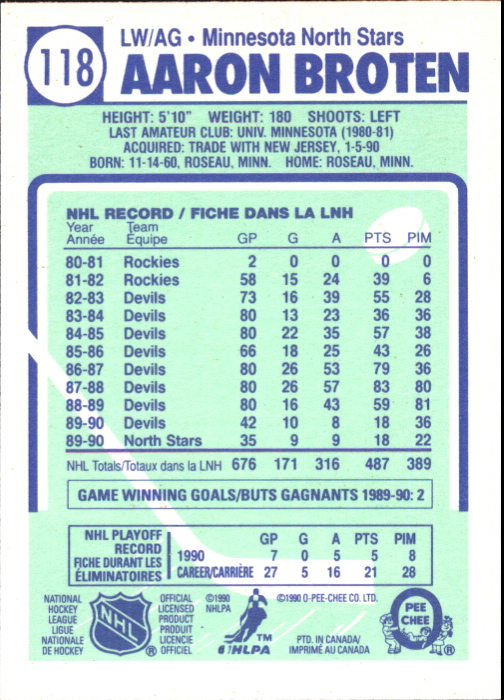 118
LW/AG • Minnesota North Stars
AARON BROTEN
HEIGHT: 5'10" WEIGHT: 180 SHOOTS: LEFT
LAST AMATEUR CLUB: UNIV. MINNESOTA (1980-81)
ACQUIRED: TRADE WITH NEW JERSEY, 1-5-90
BORN: 11-14-60, ROSEAU, MINN. HOME: ROSEAU, MINN.
NHL RECORD / FICHE DANS LA LNH
Year Team
Année Équipe GP G A PTS PIM
80-81 Rockies 2 0 0 0 0
81-82 Rockies 58 15 24 39 6
82-83 Devils 73 16 39 55 28
83-84 Devils 80 13 23 36 36
84-85 Devils 80 22 35 57 38
85-86 Devils 66 18 25 43 26
86-87 Devils 80 26 53 79 36
87-88 Devils 80 26 57 83 80
88-89 Devils 80 16 43 59 81
89-90 Devils 42 10 8 18 36
89-90 North Stars 35 9 9 18 22
NHL Totals/Totaux dans la LNH 676 171 316 487 389
GAME WINNING GOALS/BUTS GAGNANTS 1989-90: 2
NHL PLAYOFF
RECORD
FICHE DURANT LES
ÉLIMINATOIRES
GP G A PTS PIM
1990 7 0 5 5 8
CAREER/CARRIÈRE 27 5 16 21 28
NATIONAL
HOCKEY
LEAGUE
LIGUE
NATIONALE
DE HOCKEY
NHL ®
OFFICIAL
LICENSED
PRODUCT
PRODUIT
LICENCIE
OFFICIEL
©1990
NHLPA
NHLPA ™
©1990 O-PEE-CHEE CO. LTD.
PTD. IN CANADA/
IMPRIMÉ AU CANADA
O
PEE
CHEE
®